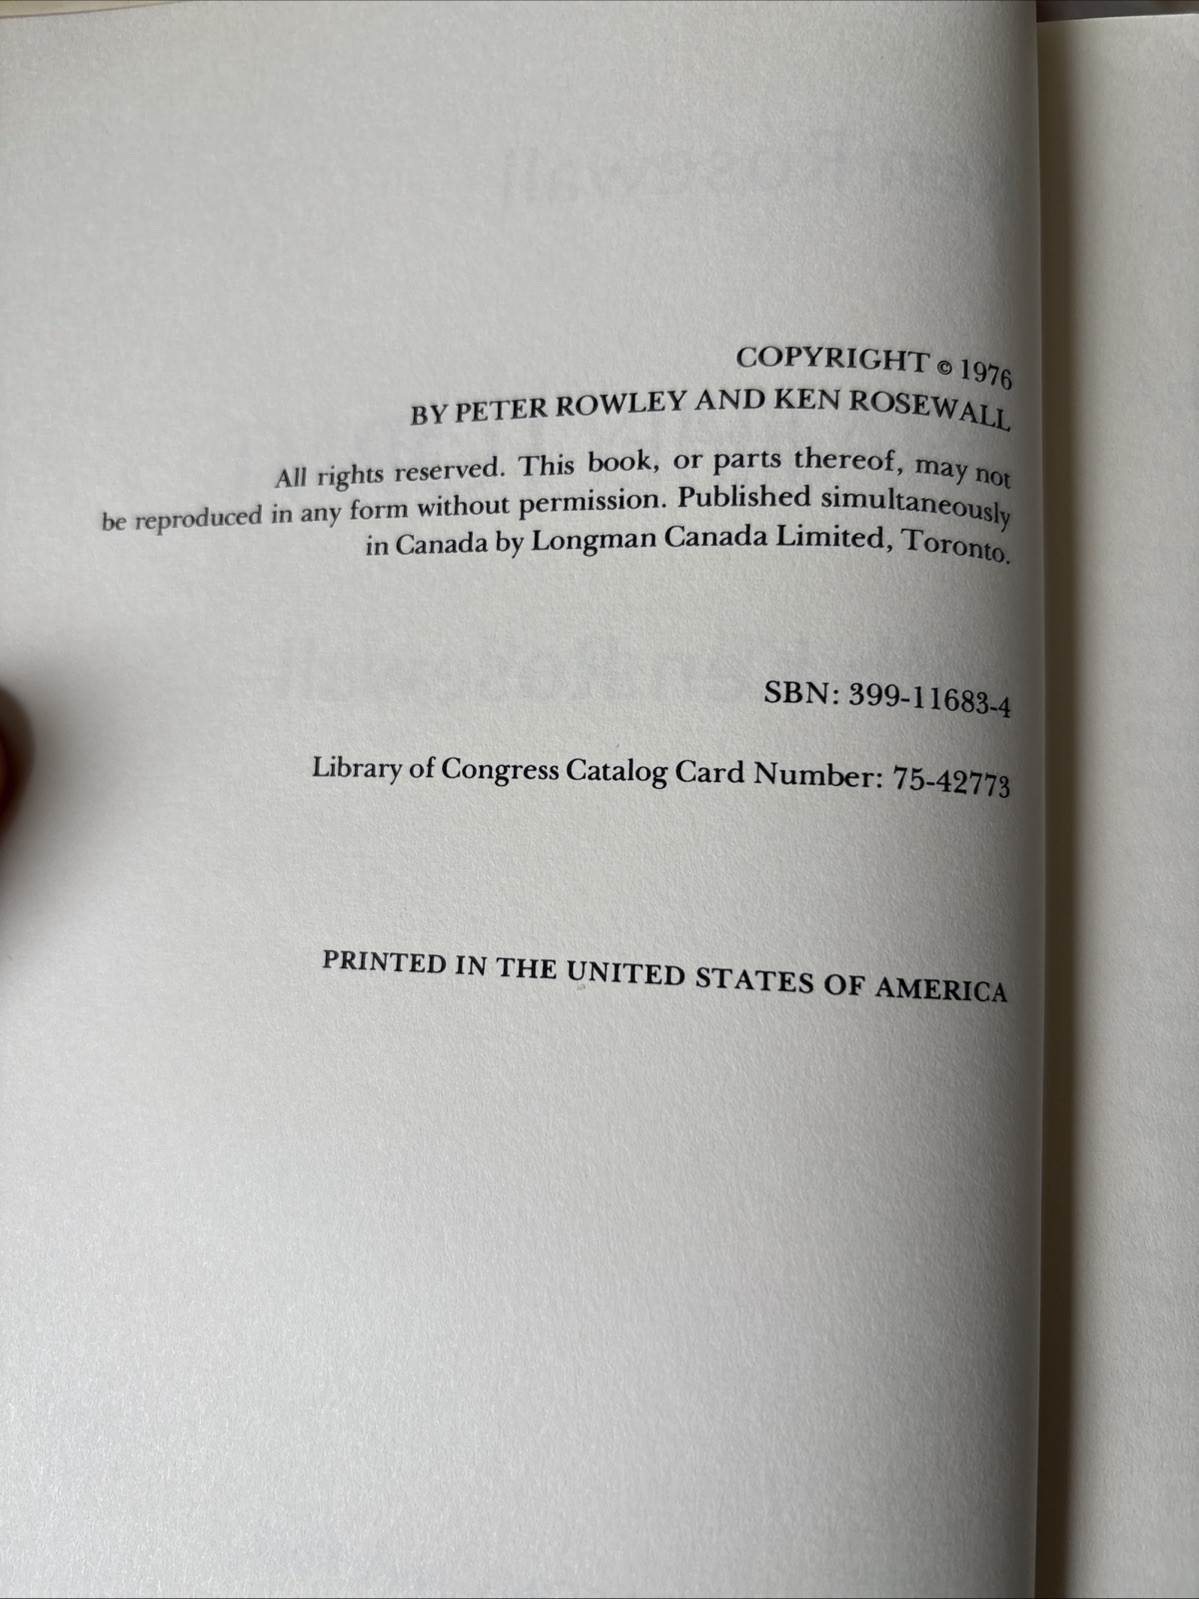 COPYRIGHT © 1976
BY PETER ROWLEY AND KEN ROSEWALL
All rights reserved. This book, or parts thereof, may not
be reproduced in any form without permission. Published simultaneously
in Canada by Longman Canada Limited, Toronto.
SBN: 399-11683-4
Library of Congress Catalog Card Number: 75-42773
PRINTED IN THE UNITED STATES OF AMERICA